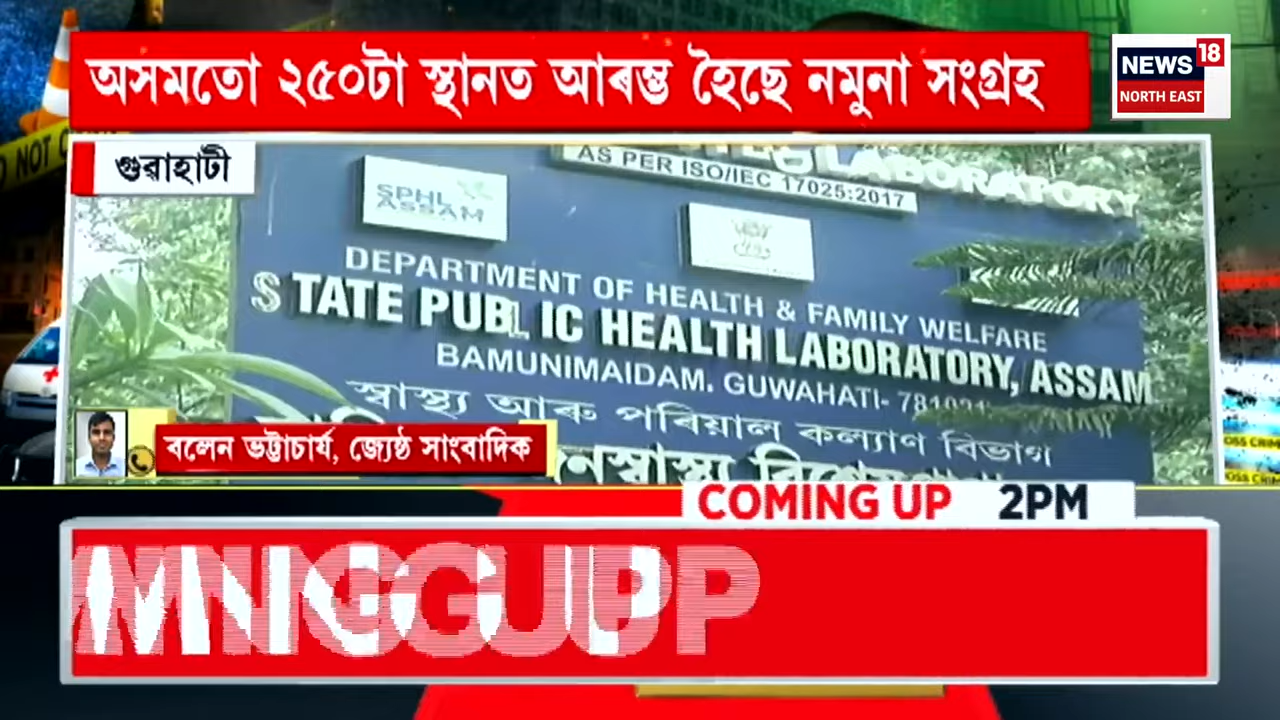 অসমতো ২৫০টা স্থানত আৰম্ভ হৈছে নমুনা সংগ্ৰহ
NEWS 18
NORTH EAST
গুৱাহাটী
LABORATORY
AS PER ISO/IEC 17025:2017
SPHL
ASSAM
DEPARTMENT OF HEALTH & FAMILY WELFARE
STATE PUBLIC HEALTH LABORATORY, ASSAM
BAMUNIMAIDAM. GUWAHATI-
স্বাস্থ্য আৰু পৰিয়াল কল্যাণ বিভাগ
বলেন ভট্টাচাৰ্য, জ্যেষ্ঠ সাংবাদিক
COMING UP 2PM